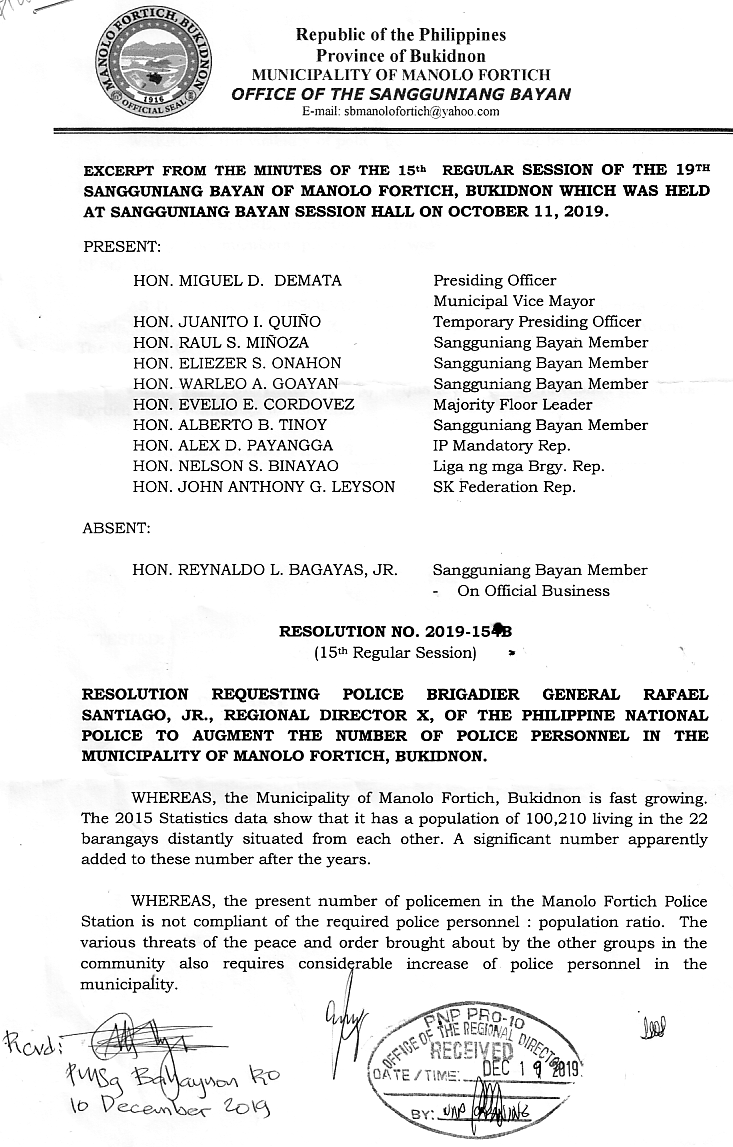 MANOLO FORTICH, BUKIDNON
1916
OFFICIAL SEAL
Republic of the Philippines
Province of Bukidnon
MUNICIPALITY OF MANOLO FORTICH
OFFICE OF THE SANGGUNIANG BAYAN
E-mail: sbmanolofortich@yahoo.com
EXCERPT FROM THE MINUTES OF THE 15th REGULAR SESSION OF THE 19TH
SANGGUNIANG BAYAN OF MANOLO FORTICH, BUKIDNON WHICH WAS HELD
AT SANGGUNIANG BAYAN SESSION HALL ON OCTOBER 11, 2019.
PRESENT:
HON. MIGUEL D. DEMATA Presiding Officer
Municipal Vice Mayor
HON. JUANITO I. QUIÑO Temporary Presiding Officer
HON. RAUL S. MIÑOZA Sangguniang Bayan Member
HON. ELIEZER S. ONAHON Sangguniang Bayan Member
HON. WARLEO A. GOAYAN Sangguniang Bayan Member
HON. EVELIO E. CORDOVEZ Majority Floor Leader
HON. ALBERTO B. TINOY Sangguniang Bayan Member
HON. ALEX D. PAYANGGA IP Mandatory Rep.
HON. NELSON S. BINAYAO Liga ng mga Brgy. Rep.
HON. JOHN ANTHONY G. LEYSON SK Federation Rep.
ABSENT:
HON. REYNALDO L. BAGAYAS, JR. Sangguniang Bayan Member
- On Official Business
RESOLUTION NO.
(15th Regular Session)
RESOLUTION REQUESTING POLICE BRIGADIER GENERAL RAFAEL
SANTIAGO, JR., REGIONAL DIRECTOR X, OF THE PHILIPPINE NATIONAL
POLICE TO AUGMENT THE NUMBER OF POLICE PERSONNEL IN THE
MUNICIPALITY OF MANOLO FORTICH, BUKIDNON.
WHEREAS, the Municipality of Manolo Fortich, Bukidnon is fast growing.
The 2015 Statistics data show that it has a population of 100,210 living in the 22
barangays distantly situated from each other. A significant number apparently
added to these number after the years.
WHEREAS, the present number of policemen in the Manolo Fortich Police
Station is not compliant of the required police personnel : population ratio. The
various threats of the peace and order brought about by the other groups in the
community also requires considerable increase of police personnel in the
municipality.
Rcvd:
10 December 2019
PNP PRO-10
OFFICE OF THE REGIONAL DIRECTOR
RECEIVED
DATE / TIME: DEC 19 2019
BY: